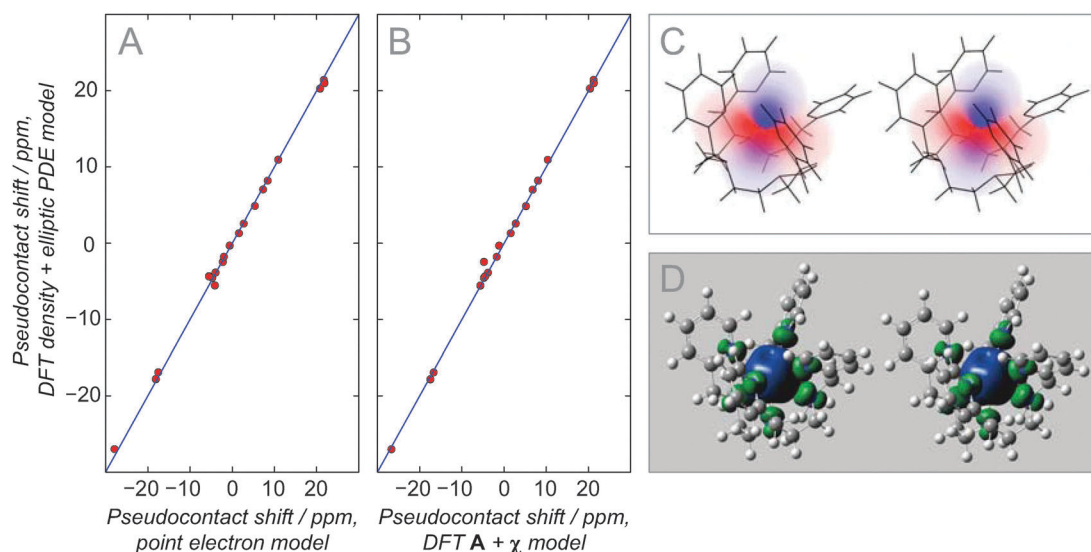 Pseudocontact shift / ppm,
DFT density + elliptic PDE model
A
20
10
0
−10
−20
−20 −10 0 10 20
Pseudocontact shift / ppm,
point electron model
B
−20 −10 0 10 20
Pseudocontact shift / ppm,
DFT A + χ model
C
D